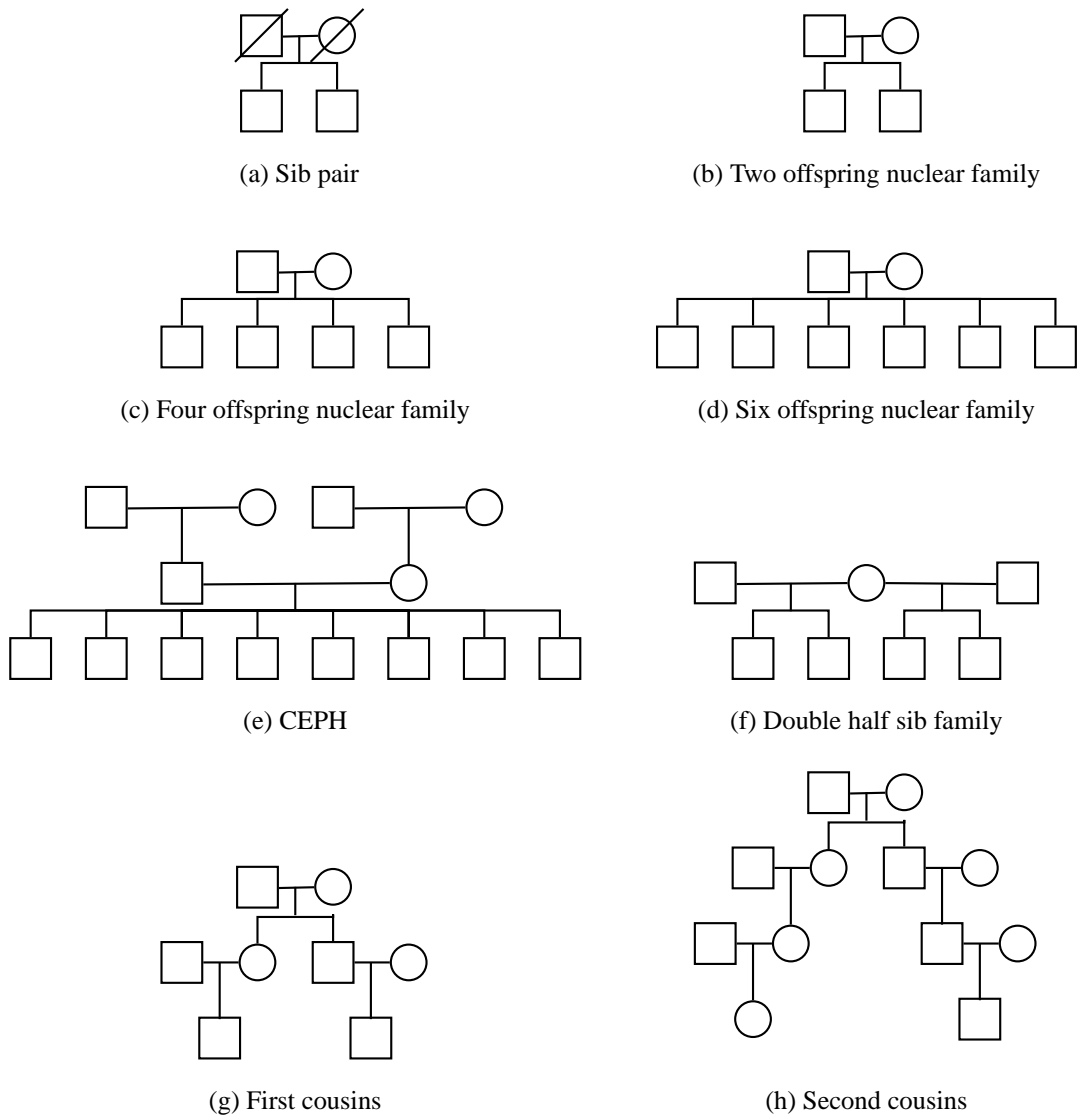 (a) Sib pair
(b) Two offspring nuclear family
(c) Four offspring nuclear family
(d) Six offspring nuclear family
(e) CEPH
(f) Double half sib family
(g) First cousins
(h) Second cousins